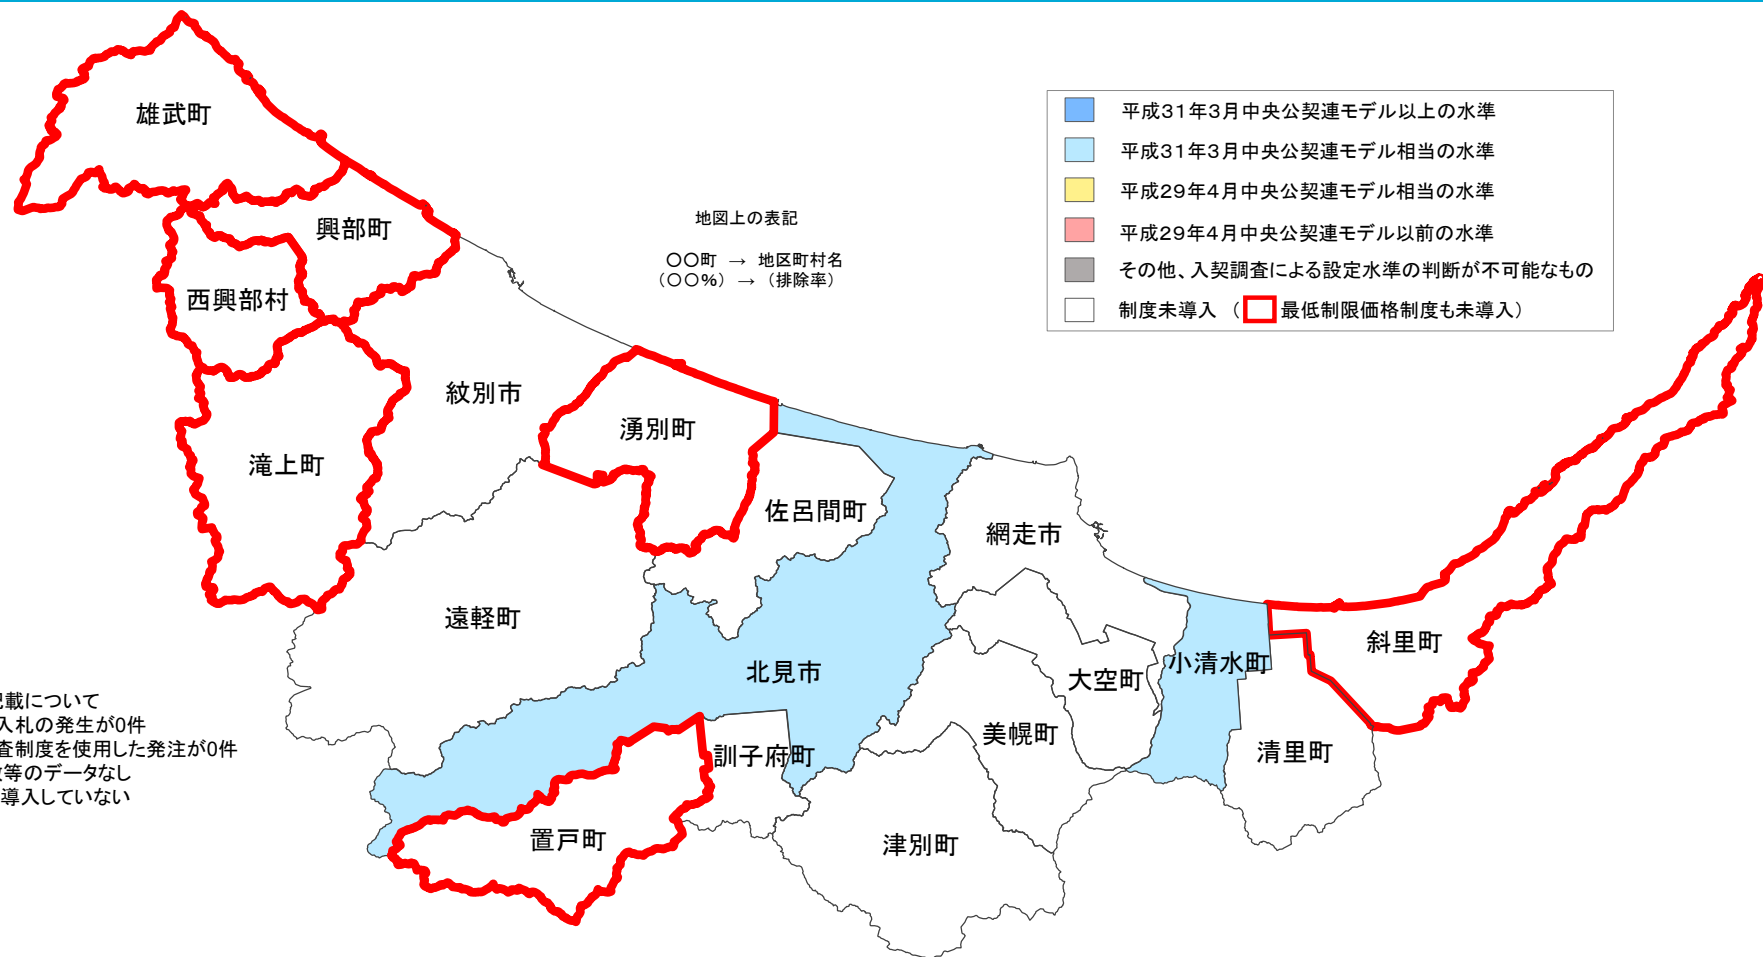 雄武町
興部町
西興部村
滝上町
紋別市
湧別町
佐呂間町
遠軽町
北見市
網走市
大空町
小清水町
斜里町
清里町
美幌町
訓子府町
置戸町
津別町
地図上の表記
〇〇町 → 地区町村名
(〇〇%) → (排除率)
平成31年3月中央公契連モデル以上の水準
平成31年3月中央公契連モデル相当の水準
平成29年4月中央公契連モデル相当の水準
平成29年4月中央公契連モデル以前の水準
その他、入契調査による設定水準の判断が不可能なもの
制度未導入 ( 最低制限価格制度も未導入)
載について
入札の発生が0件
査制度を使用した発注が0件
等のデータなし
導入していない